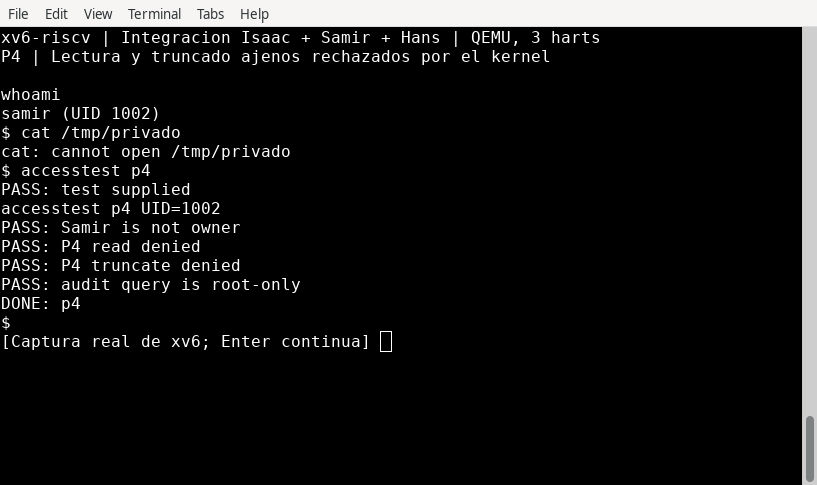 File Edit View Terminal Tabs Help
xv6-riscv | Integracion Isaac + Samir + Hans | QEMU, 3 harts
P4 | Lectura y truncado ajenos rechazados por el kernel
whoami
samir (UID 1002)
$ cat /tmp/privado
cat: cannot open /tmp/privado
$ accesstest p4
PASS: test supplied
accesstest p4 UID=1002
PASS: Samir is not owner
PASS: P4 read denied
PASS: P4 truncate denied
PASS: audit query is root-only
DONE: p4
$
[Captura real de xv6; Enter continua]